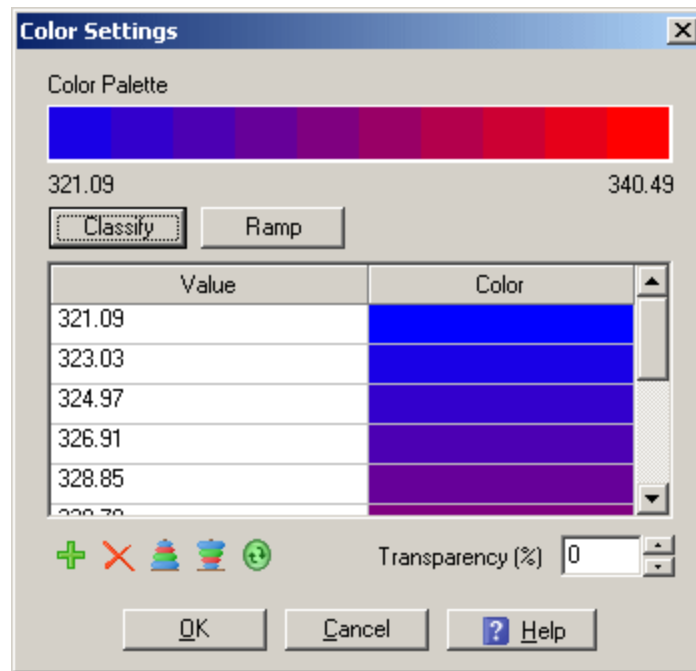 Color Settings
Color Palette
321.09 340.49
Classify Ramp
Value Color
321.09
323.03
324.97
326.91
328.85
Transparency (%) 0
OK Cancel ? Help